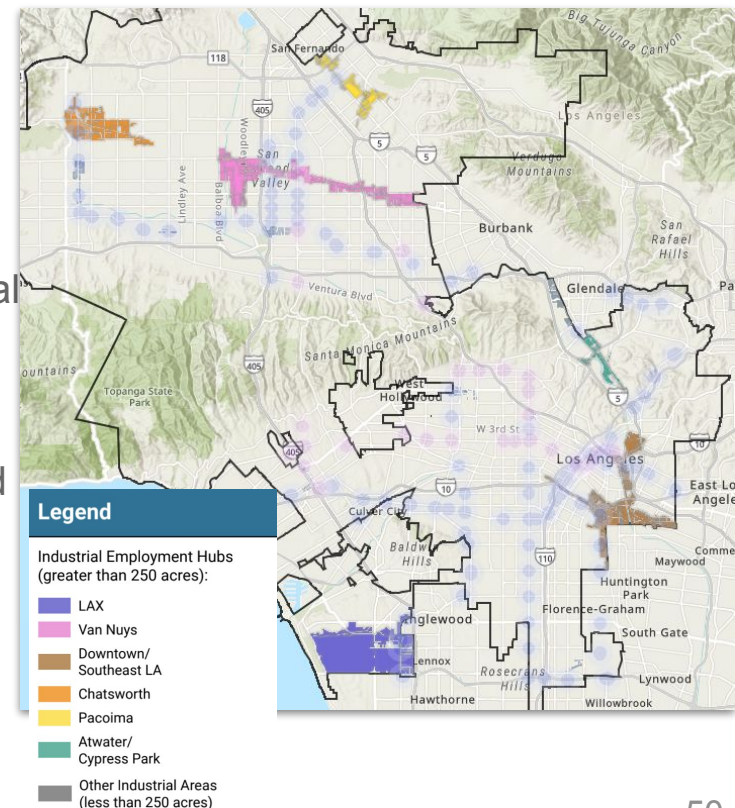 Big Tujunga Canyon
San Fernando
118
405
Los Angeles
5
5
Verdugo
Mountains
Lindley Ave
Balboa Blvd
San
Valley
Burbank
San
Rafael
Hills
al
Ventura Blvd
Glendale
Pa
Santa Monica Mountains
405
Topanga State
Park
West
Hollywood
5
W 3rd St
405
10
Los Angeles
d
10
East Lo
Angele
Culver City
Baldw
Hills
110
Comme
Maywood
Huntington
Park
Florence-Graham
South Gate
Lynwood
Rosecrans
Hills
Hawthorne
Willowbrook
Legend
Industrial Employment Hubs
(greater than 250 acres):
LAX
Van Nuys
Downtown/
Southeast LA
Chatsworth
Pacoima
Atwater/
Cypress Park
Other Industrial Areas
(less than 250 acres)